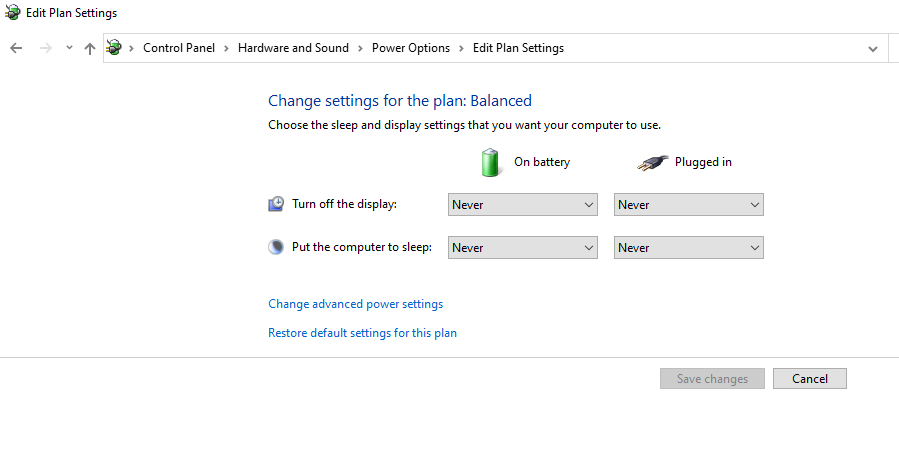 Edit Plan Settings
Control Panel > Hardware and Sound > Power Options > Edit Plan Settings
Change settings for the plan: Balanced
Choose the sleep and display settings that you want your computer to use.
On battery Plugged in
Turn off the display: Never Never
Put the computer to sleep: Never Never
Change advanced power settings
Restore default settings for this plan
Save changes Cancel